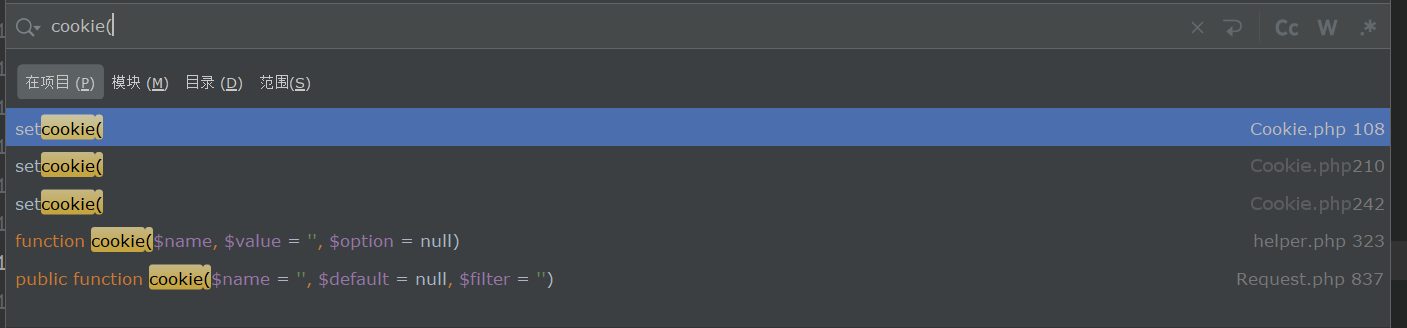 cookie(
Cc W .*
在项目 (P) 模块 (M) 目录 (D) 范围(S)
setcookie( Cookie.php 108
setcookie( Cookie.php210
setcookie( Cookie.php242
function cookie($name, $value = '', $option = null) helper.php 323
public function cookie($name = '', $default = null, $filter = '') Request.php 837